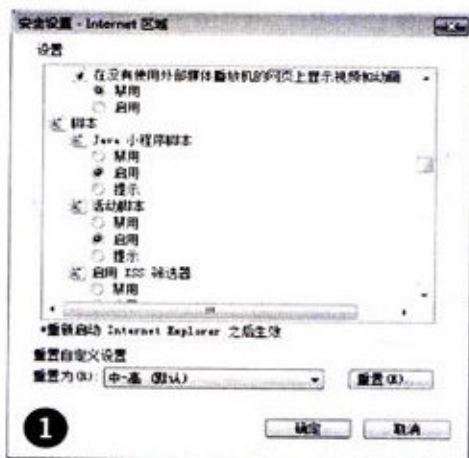 安全设置 - Internet 区域
设置
在没有使用外部媒体播放机的网页上显示视频和动画
禁用
启用
脚本
Java 小程序脚本
禁用
启用
提示
活动脚本
禁用
启用
提示
启用 XSS 筛选器
禁用
*重新启动 Internet Explorer 之后生效
重置自定义设置
重置为(R): 中-高 (默认) 重置(E)...
确定 取消
1